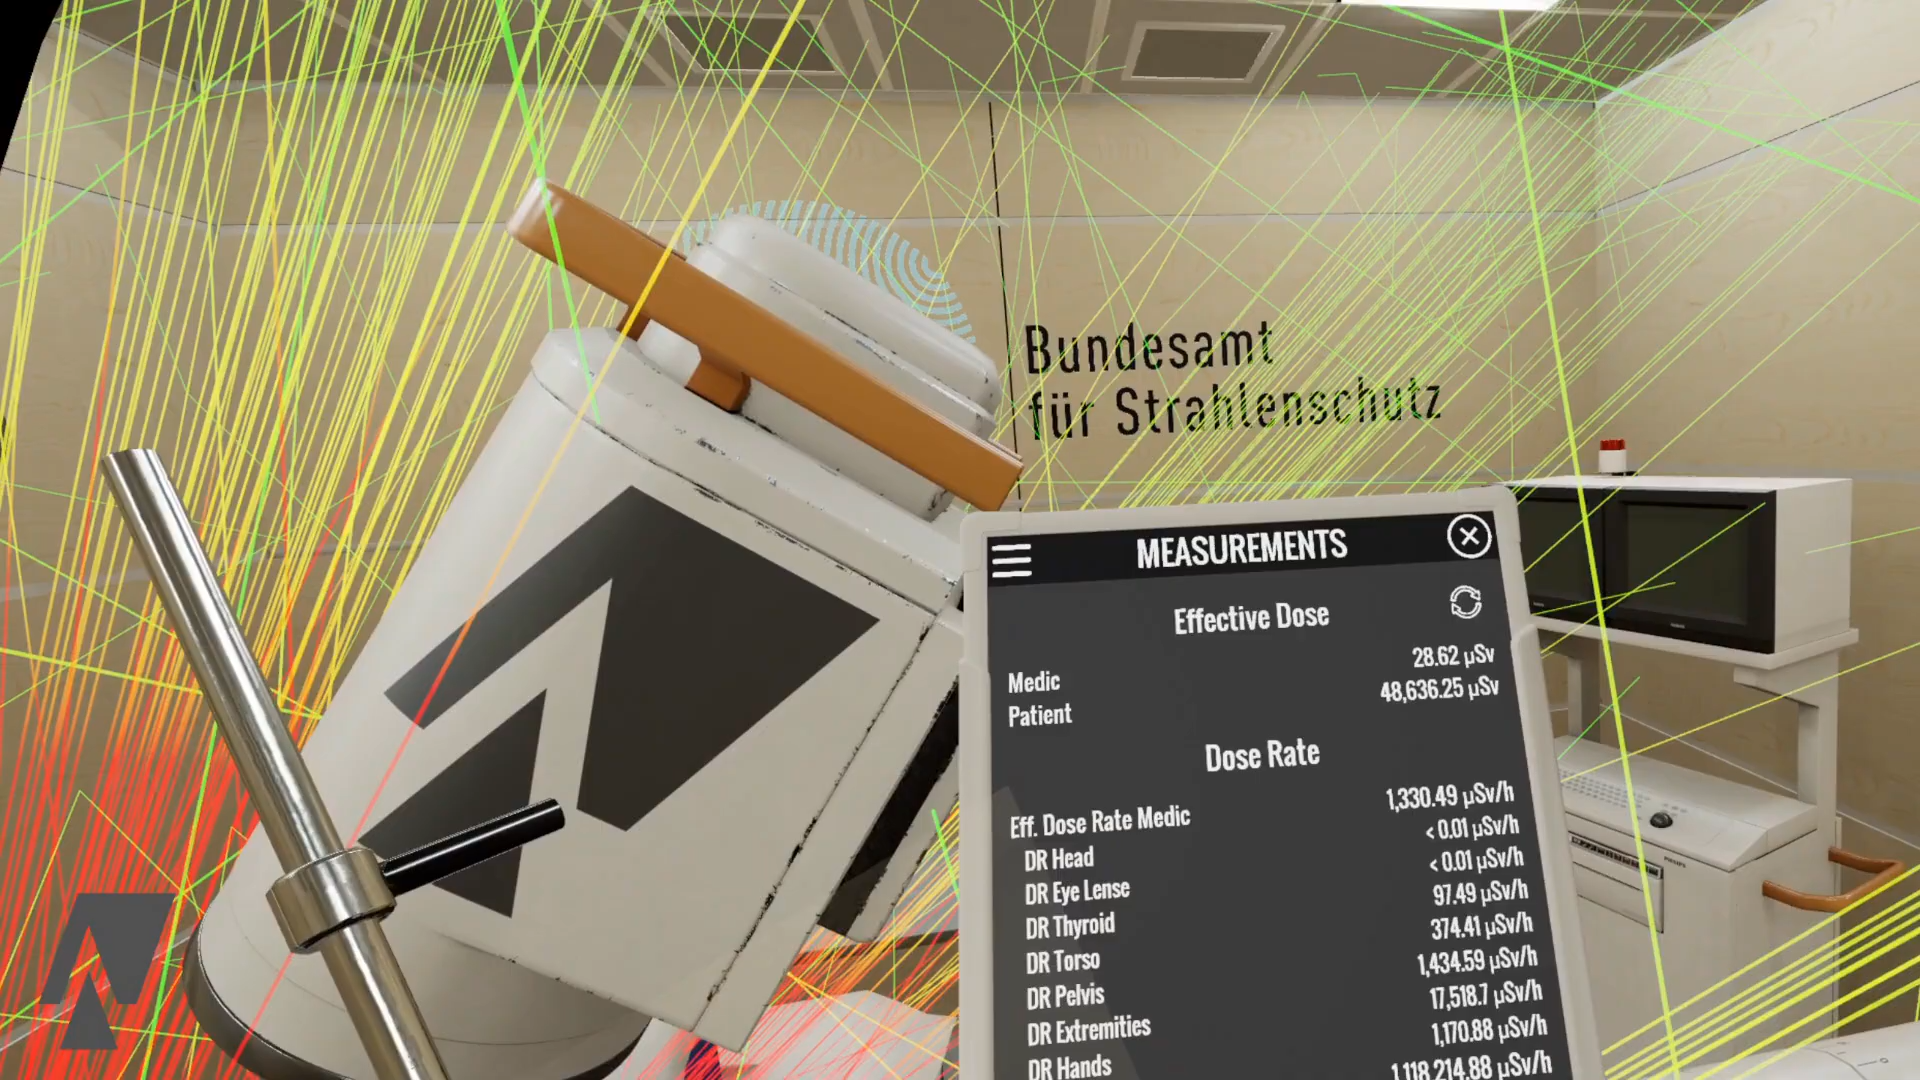 Bundesamt
für Strahlenschutz
MEASUREMENTS
Effective Dose
Medic 28.62 µSv
Patient 48,636.25 µSv
Dose Rate
Eff. Dose Rate Medic 1,330.49 µSv/h
DR Head < 0.01 µSv/h
DR Eye Lense < 0.01 µSv/h
DR Thyroid 97.49 µSv/h
DR Torso 374.41 µSv/h
DR Pelvis 1,434.59 µSv/h
DR Extremities 17,518.7 µSv/h
DR Hands 1,170.88 µSv/h
1,118,214.88 µSv/h